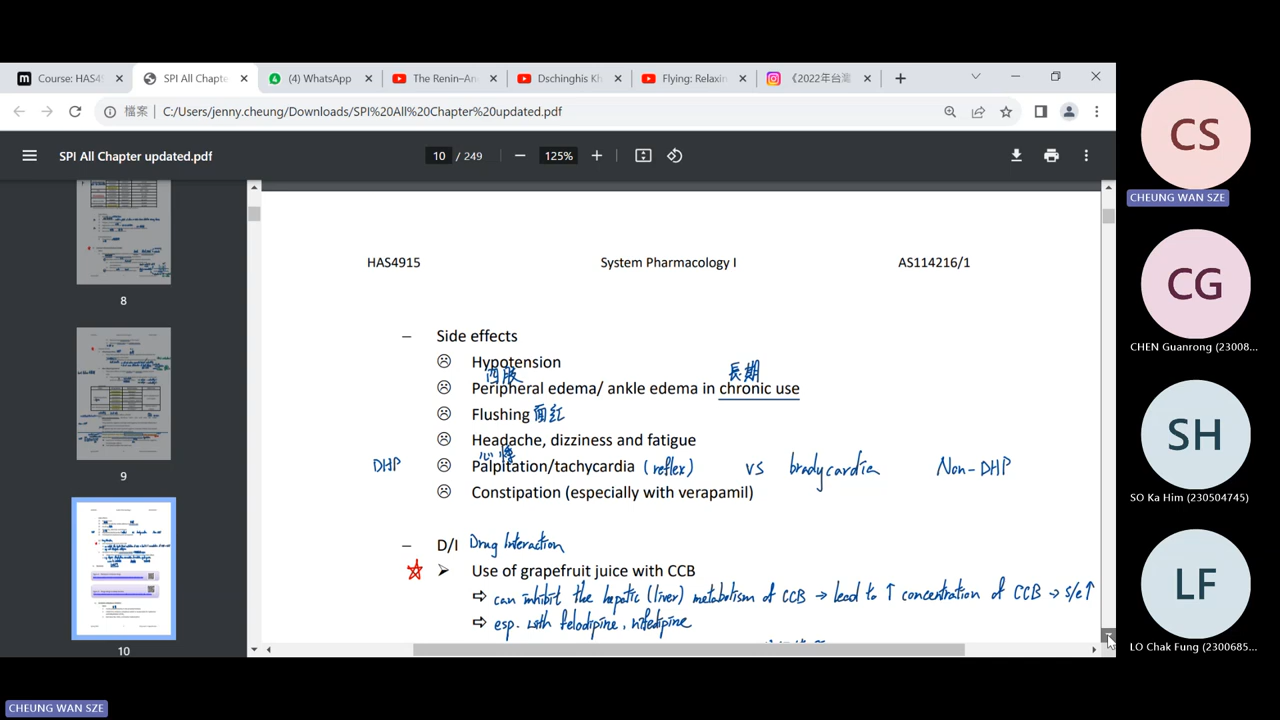 Course: HAS4
SPI All Chapte
(4) WhatsApp
The Renin–An
Dschinghis Kh
Flying: Relaxin
《2022年台灣
檔案 C:/Users/jenny.cheung/Downloads/SPI%20All%20Chapter%20updated.pdf
SPI All Chapter updated.pdf
10 / 249
125%
8
9
10
HAS4915 System Pharmacology I AS114216/1
– Side effects
Hypotension
長期
Peripheral edema/ ankle edema in chronic use
Flushing 面紅
Headache, dizziness and fatigue
心悸
DHP Palpitation/tachycardia (reflex) vs bradycardia Non-DHP
Constipation (especially with verapamil)
– D/I Drug Interaction
☆ ➢ Use of grapefruit juice with CCB
⇨ can inhibit the hepatic (liver) metabolism of CCB → lead to ↑ concentration of CCB → s/e↑
⇨ esp. with felodipine, nifedipine
CS
CHEUNG WAN SZE
CG
CHEN Guanrong (23008...
SH
SO Ka Him (230504745)
LF
LO Chak Fung (2300685...
CHEUNG WAN SZE